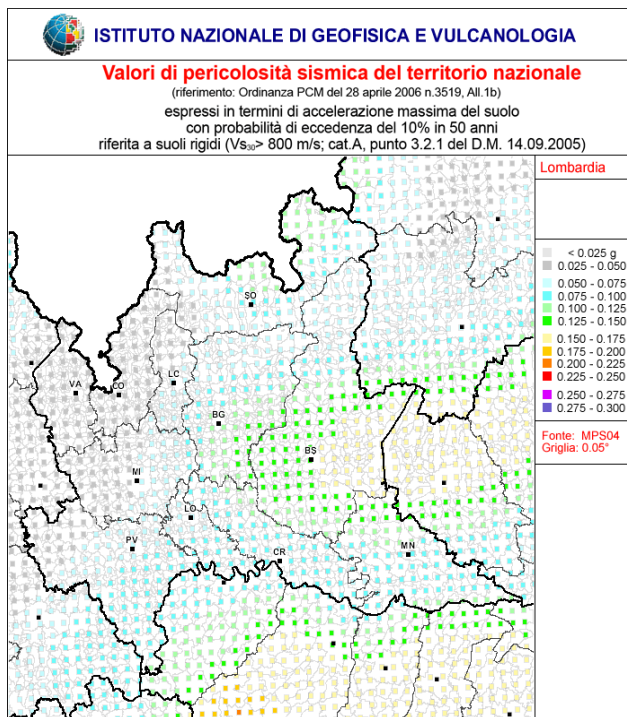 ISTITUTO NAZIONALE DI GEOFISICA E VULCANOLOGIA
Valori di pericolosità sismica del territorio nazionale
(riferimento: Ordinanza PCM del 28 aprile 2006 n.3519, All.1b)
espressi in termini di accelerazione massima del suolo
con probabilità di eccedenza del 10% in 50 anni
riferita a suoli rigidi (Vs₃₀> 800 m/s; cat.A, punto 3.2.1 del D.M. 14.09.2005)
Lombardia
< 0.025 g
0.025 - 0.050
0.050 - 0.075
0.075 - 0.100
0.100 - 0.125
0.125 - 0.150
0.150 - 0.175
0.175 - 0.200
0.200 - 0.225
0.225 - 0.250
0.250 - 0.275
0.275 - 0.300
Fonte: MPS04
Griglia: 0.05°
SO
VA
CO
LC
BG
BS
MI
LO
PV
CR
MN